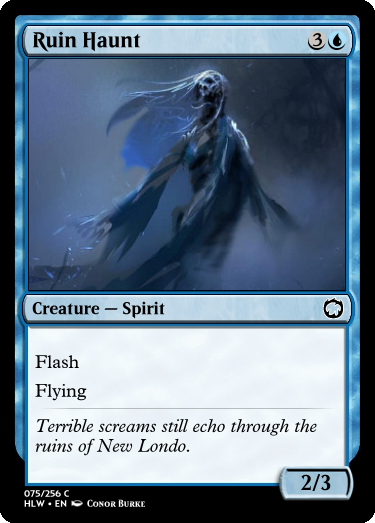 Ruin Haunt 3
Creature — Spirit
Flash
Flying
Terrible screams still echo through the
ruins of New Londo.
2/3
075/256 C
HLW • EN Conor Burke